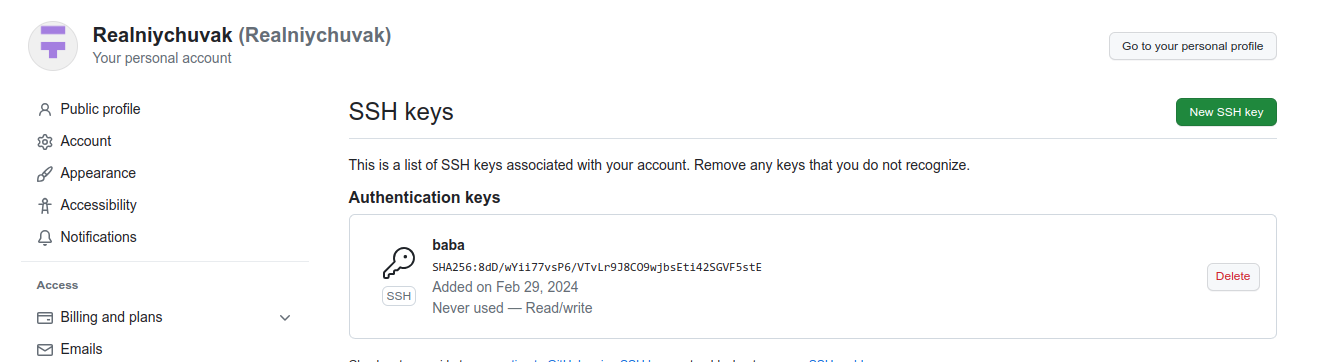 Realniychuvak (Realniychuvak)
Your personal account
Go to your personal profile
Public profile
Account
Appearance
Accessibility
Notifications
Access
Billing and plans
Emails
SSH keys
New SSH key
This is a list of SSH keys associated with your account. Remove any keys that you do not recognize.
Authentication keys
baba
SHA256:8dD/wYii77vsP6/VTvLr9J8CO9wjbsEti42SGVF5stE
SSH
Added on Feb 29, 2024
Never used — Read/write
Delete